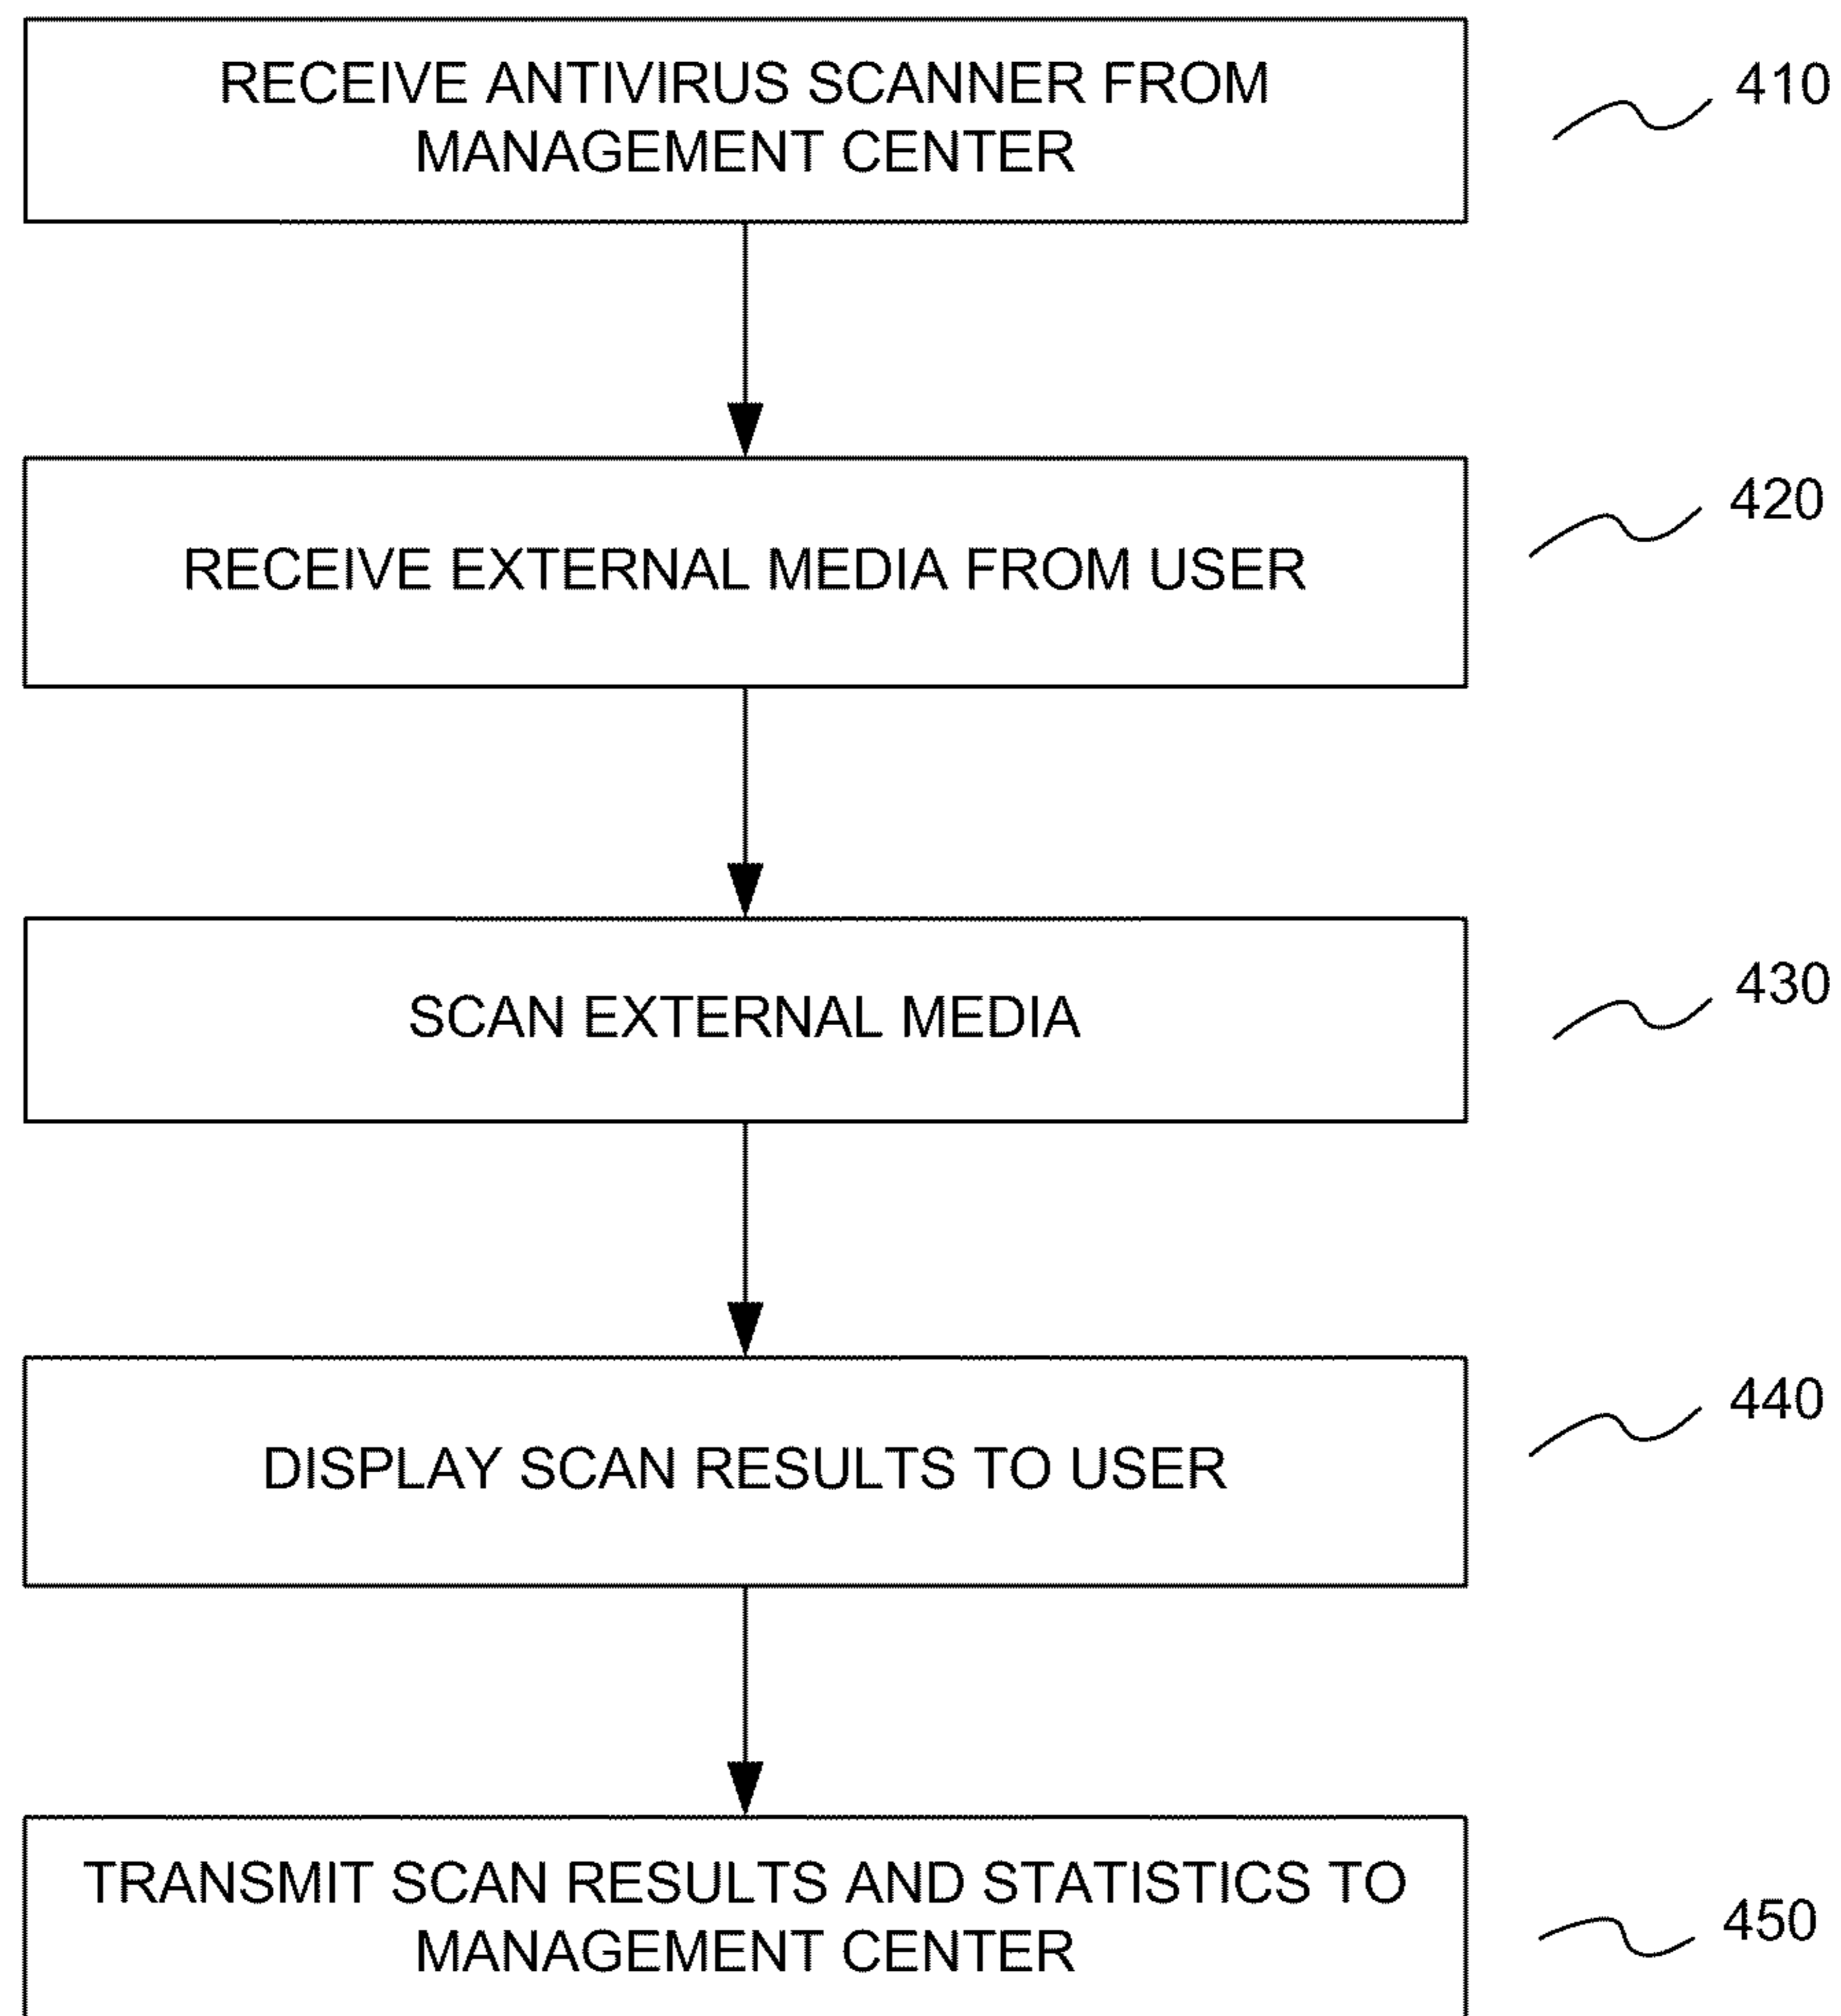 RECEIVE ANTIVIRUS SCANNER FROM
MANAGEMENT CENTER
410
RECEIVE EXTERNAL MEDIA FROM USER
420
SCAN EXTERNAL MEDIA
430
DISPLAY SCAN RESULTS TO USER
440
TRANSMIT SCAN RESULTS AND STATISTICS TO
MANAGEMENT CENTER
450